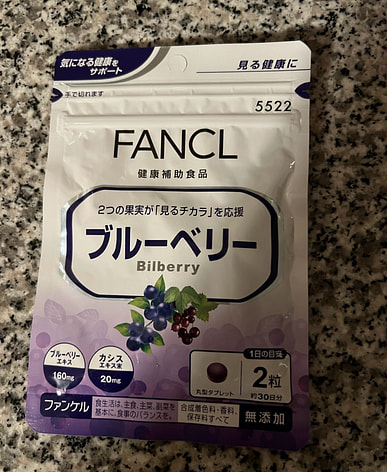 気になる健康を
サポート
見る健康に
手で切れます
5522
FANCL
健康補助食品
2つの果実が「見るチカラ」を応援
ブルーベリー
Bilberry
ブルーベリー
エキス
160mg
カシス
エキス末
20mg
1日の目安
2粒
約30日分
丸型タブレット
ファンケル
食生活は、主食、主菜、副菜を
基本に、食事のバランスを。
合成着色料・香料、
保存料すべて
無添加